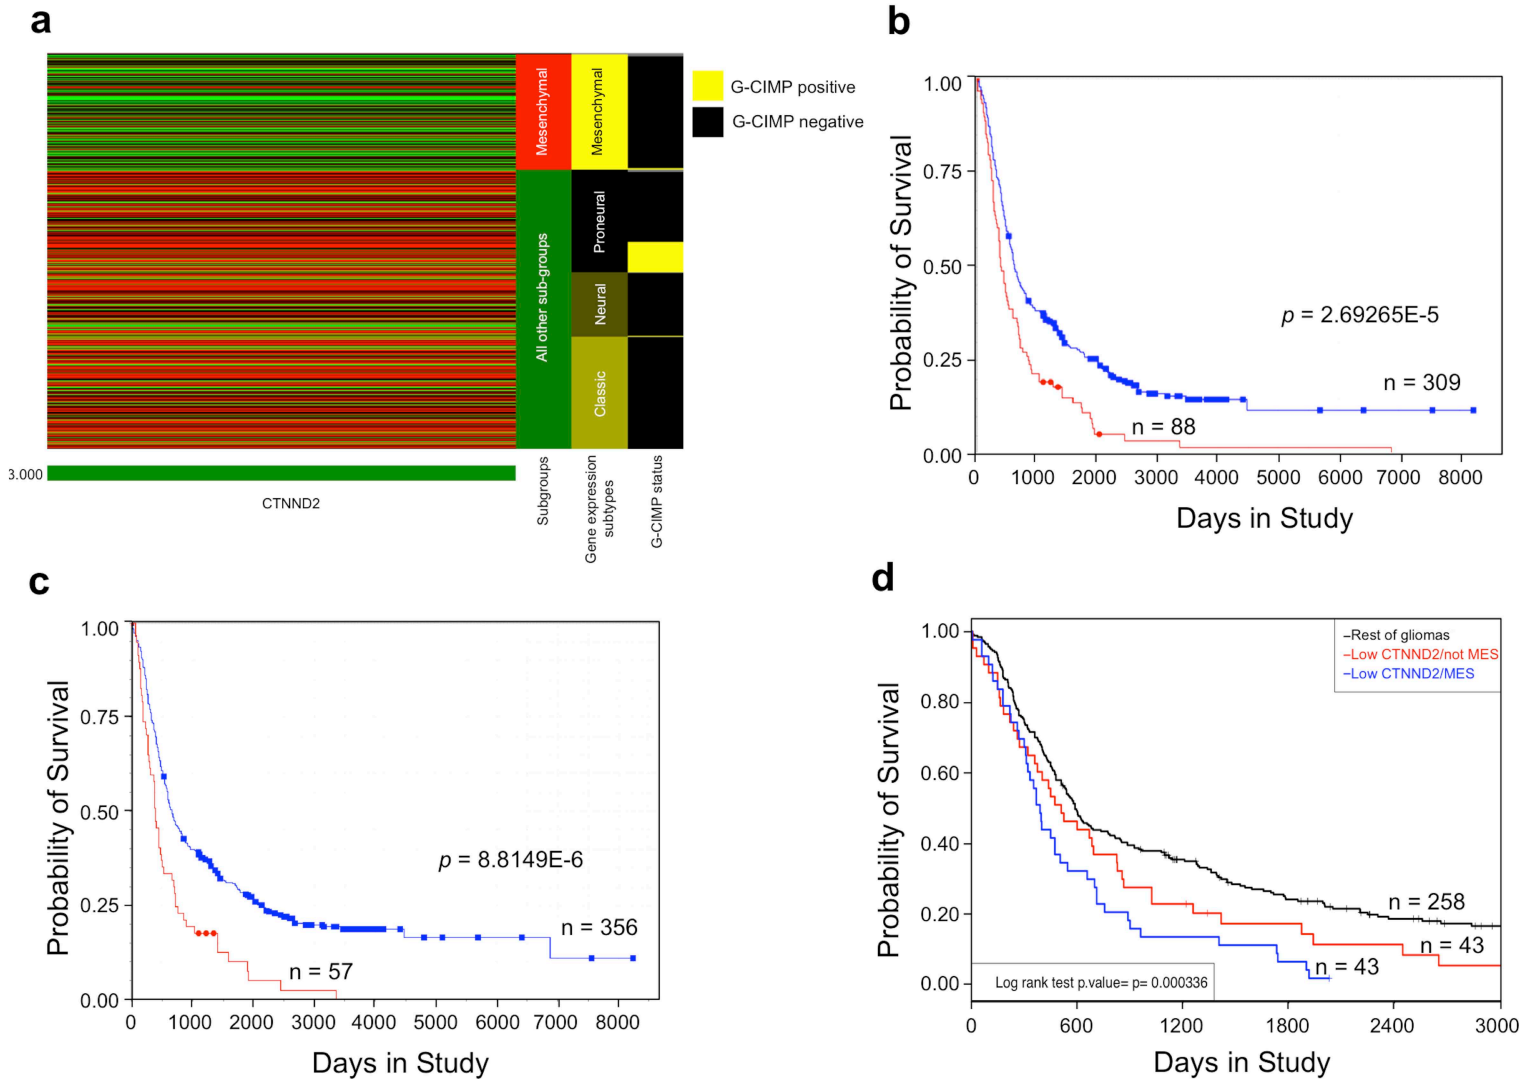 a
Mesenchymal
Mesenchymal
G-CIMP positive
G-CIMP negative
All other sub-groups
Proneural
Neural
Classic
3.000
CTNND2
Subgroups
Gene expression
subtypes
G-CIMP status
b
Probability of Survival
1.00
0.75
0.50
0.25
0.00
p = 2.69265E-5
n = 309
n = 88
0 1000 2000 3000 4000 5000 6000 7000 8000
Days in Study
c
Probability of Survival
1.00
0.75
0.50
0.25
0.00
p = 8.8149E-6
n = 356
n = 57
0 1000 2000 3000 4000 5000 6000 7000 8000
Days in Study
d
Probability of Survival
1.00
0.80
0.60
0.40
0.20
0.00
–Rest of gliomas
–Low CTNND2/not MES
–Low CTNND2/MES
n = 258
n = 43
n = 43
Log rank test p.value= p= 0.000336
0 600 1200 1800 2400 3000
Days in Study